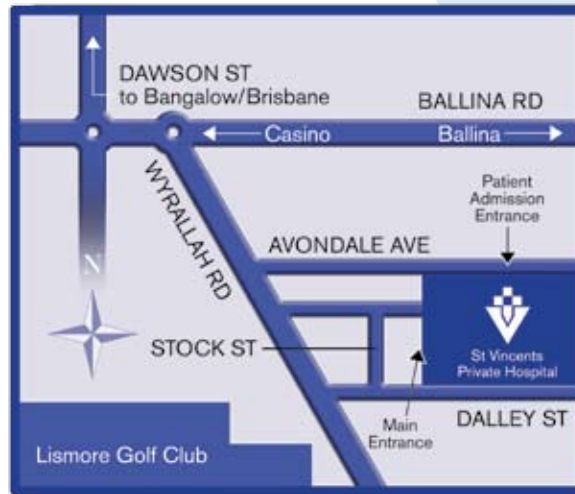 DAWSON ST
to Bangalow/Brisbane
BALLINA RD
Casino
Ballina
WYRALLAH RD
Patient
Admission
Entrance
AVONDALE AVE
N
STOCK ST
St Vincents
Private Hospital
Main
Entrance
DALLEY ST
Lismore Golf Club